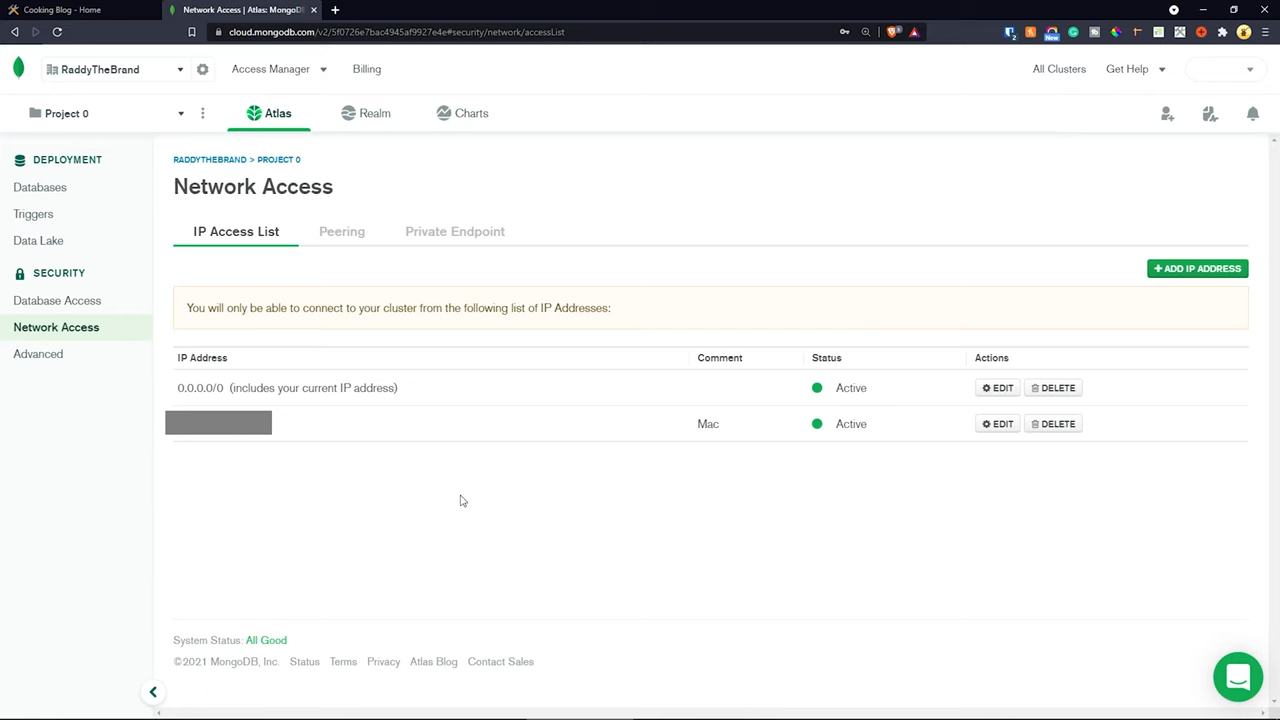 Cooking Blog - Home
Network Access | Atlas: MongoDB
cloud.mongodb.com/v2/5f0726e7bac4945af9927e4e#security/network/accessList
RaddyTheBrand
Access Manager
Billing
All Clusters
Get Help
Project 0
Atlas
Realm
Charts
DEPLOYMENT
Databases
Triggers
Data Lake
SECURITY
Database Access
Network Access
Advanced
RADDYTHEBRAND > PROJECT 0
Network Access
IP Access List
Peering
Private Endpoint
+ ADD IP ADDRESS
You will only be able to connect to your cluster from the following list of IP Addresses:
IP Address Comment Status Actions
0.0.0.0/0 (includes your current IP address) Active EDIT DELETE
Mac Active EDIT DELETE
System Status: All Good
©2021 MongoDB, Inc. Status Terms Privacy Atlas Blog Contact Sales